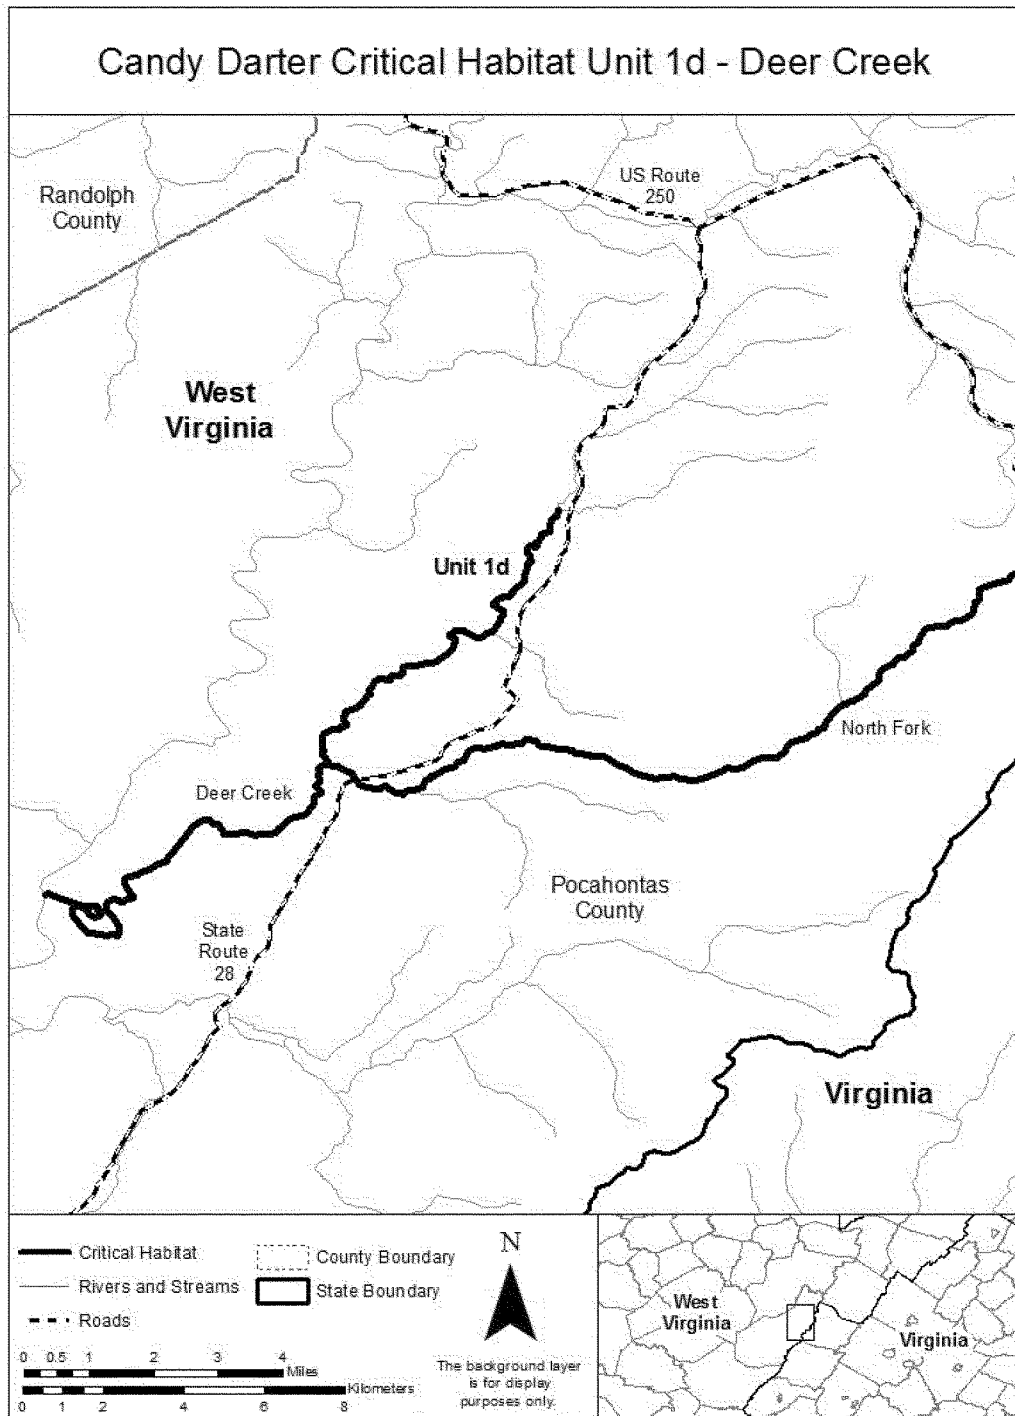 Candy Darter Critical Habitat Unit 1d - Deer Creek
Randolph
County
US Route
250
West
Virginia
Unit 1d
North Fork
Deer Creek
Pocahontas
County
State
Route
28
Virginia
Critical Habitat
Rivers and Streams
Roads
County Boundary
State Boundary
0 0.5 1 2 3 4
Miles
Kilometers
0 1 2 4 6 8
N
The background layer
is for display
purposes only.
West
Virginia
Virginia